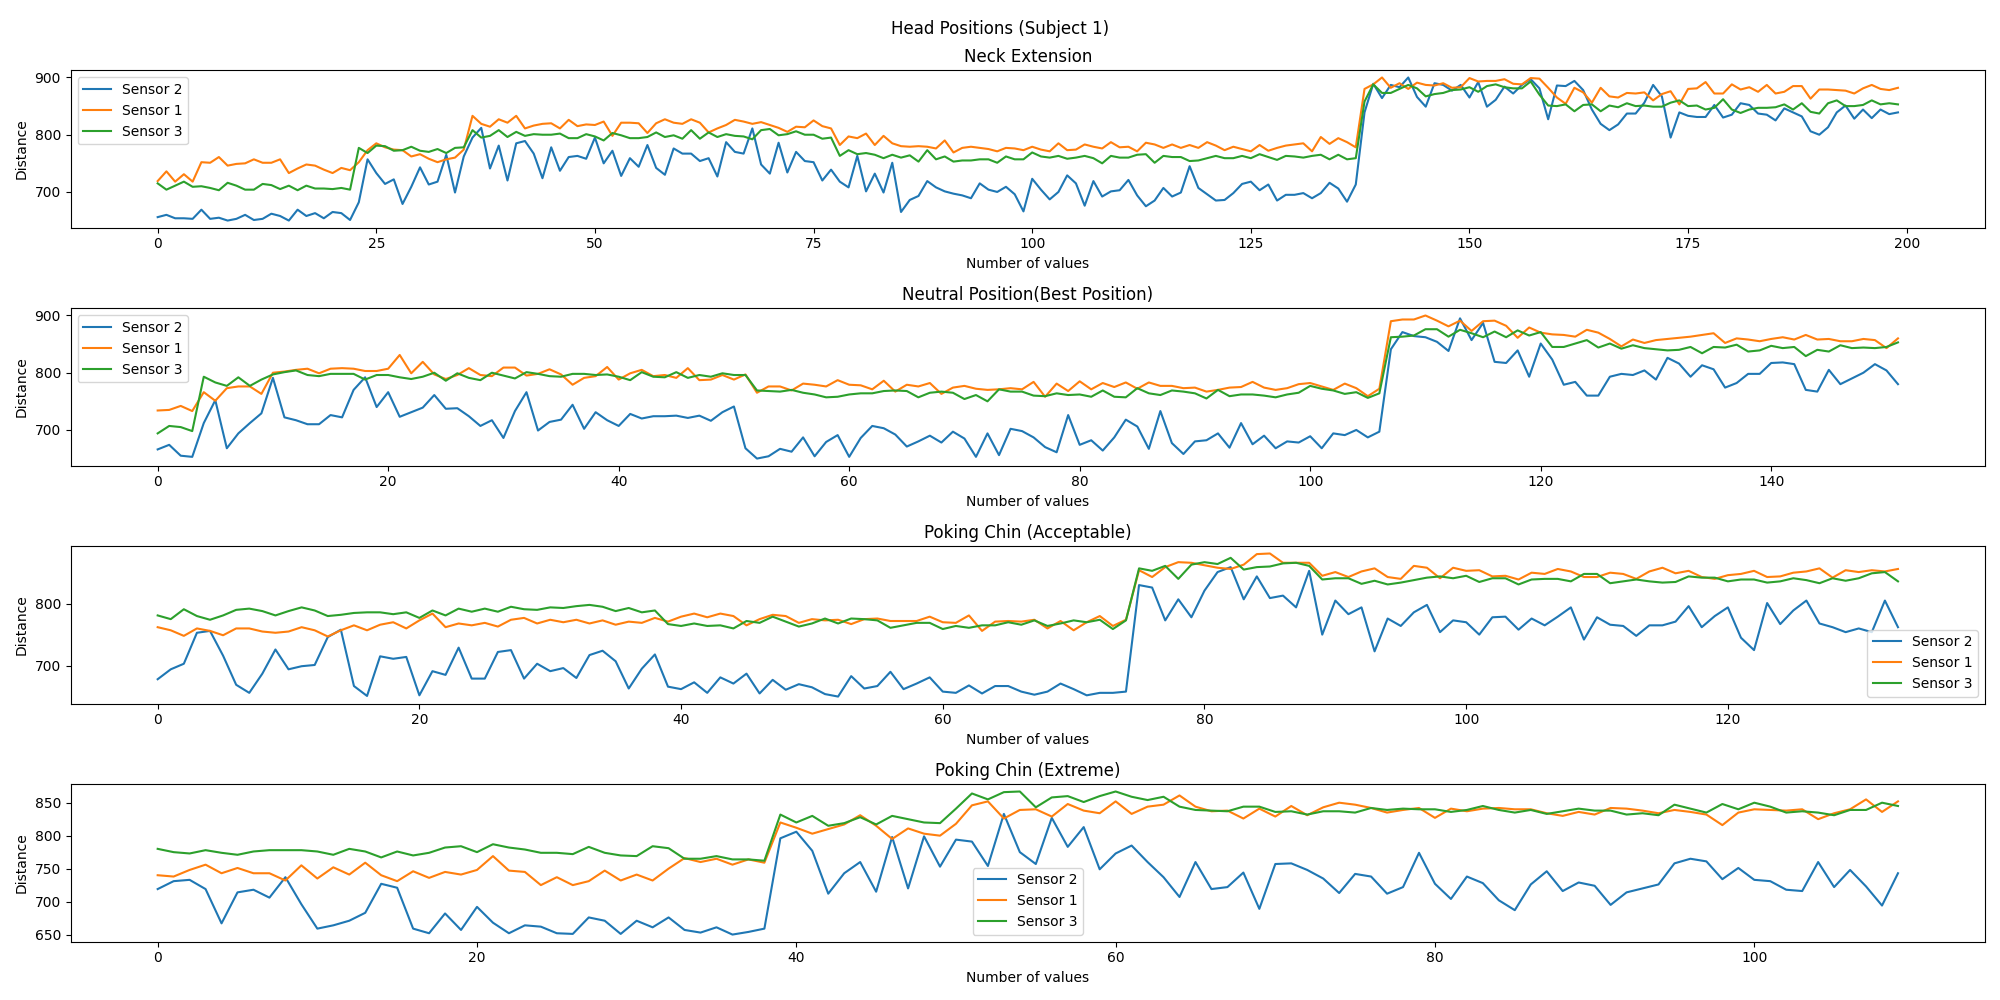 Head Positions (Subject 1)
Neck Extension
900
800
700
Distance
Sensor 2
Sensor 1
Sensor 3
0 25 50 75 100 125 150 175 200
Number of values
Neutral Position(Best Position)
900
800
700
Distance
Sensor 2
Sensor 1
Sensor 3
0 20 40 60 80 100 120 140
Number of values
Poking Chin (Acceptable)
800
700
Distance
Sensor 2
Sensor 1
Sensor 3
0 20 40 60 80 100 120
Number of values
Poking Chin (Extreme)
850
800
750
700
650
Distance
Sensor 2
Sensor 1
Sensor 3
0 20 40 60 80 100
Number of values